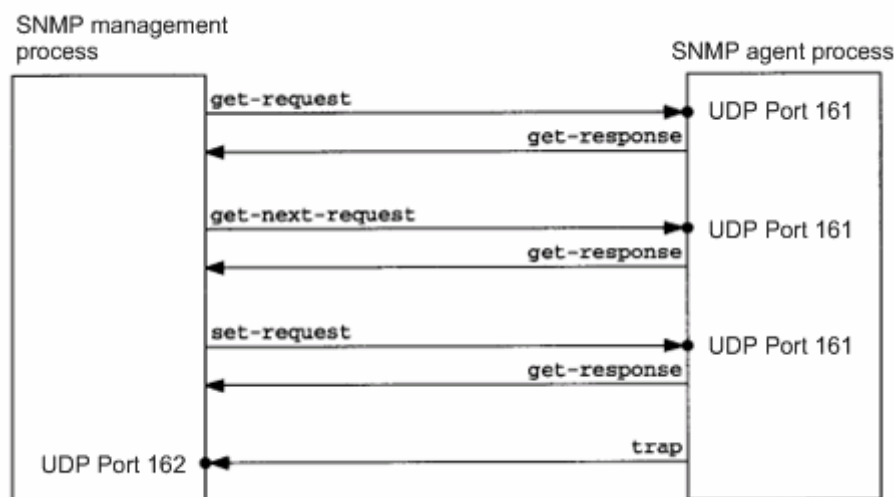 SNMP management
process
SNMP agent process
get-request
UDP Port 161
get-response
get-next-request
UDP Port 161
get-response
set-request
UDP Port 161
get-response
trap
UDP Port 162